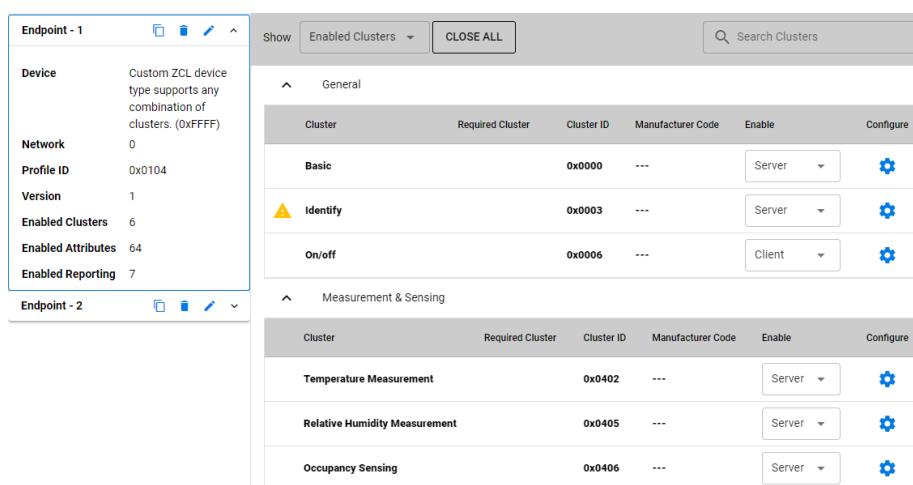 Endpoint - 1
Device Custom ZCL device
type supports any
combination of
clusters. (0xFFFF)
Network 0
Profile ID 0x0104
Version 1
Enabled Clusters 6
Enabled Attributes 64
Enabled Reporting 7
Endpoint - 2
Show Enabled Clusters CLOSE ALL Search Clusters
General
Cluster Required Cluster Cluster ID Manufacturer Code Enable Configure
Basic 0x0000 --- Server
Identify 0x0003 --- Server
On/off 0x0006 --- Client
Measurement & Sensing
Cluster Required Cluster Cluster ID Manufacturer Code Enable Configure
Temperature Measurement 0x0402 --- Server
Relative Humidity Measurement 0x0405 --- Server
Occupancy Sensing 0x0406 --- Server